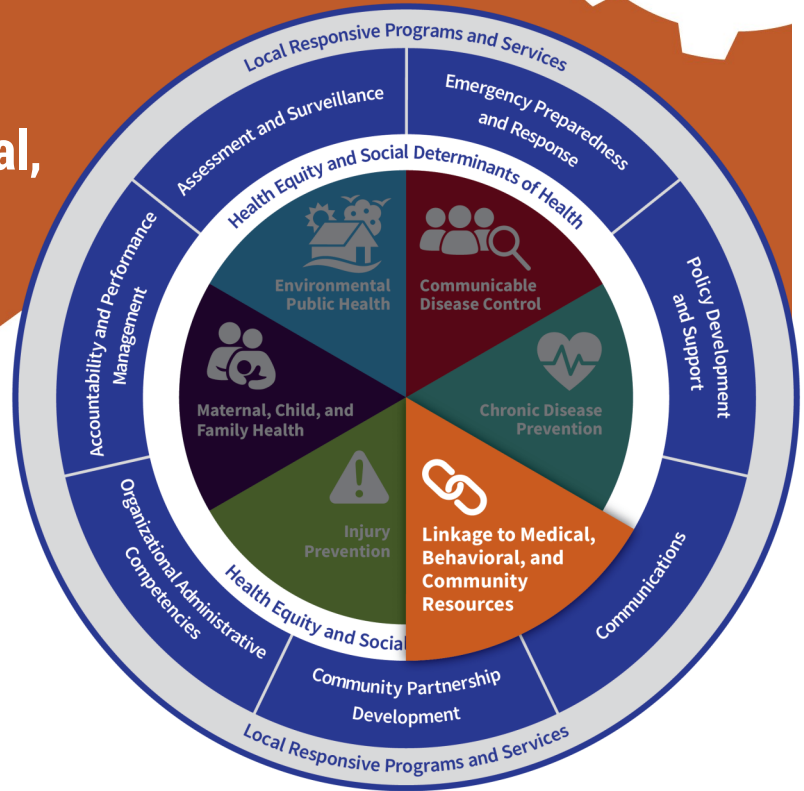 al,
Local Responsive Programs and Services
Assessment and Surveillance
Emergency Preparedness
and Response
Health Equity and Social Determinants of Health
Accountability and Performance
Management
Policy Development
and Support
Environmental
Public Health
Communicable
Disease Control
Maternal, Child, and
Family Health
Chronic Disease
Prevention
Injury
Prevention
Linkage to Medical,
Behavioral, and
Community
Resources
Organizational Administrative
Competencies
Communications
Health Equity and Social
Community Partnership
Development
Local Responsive Programs and Services